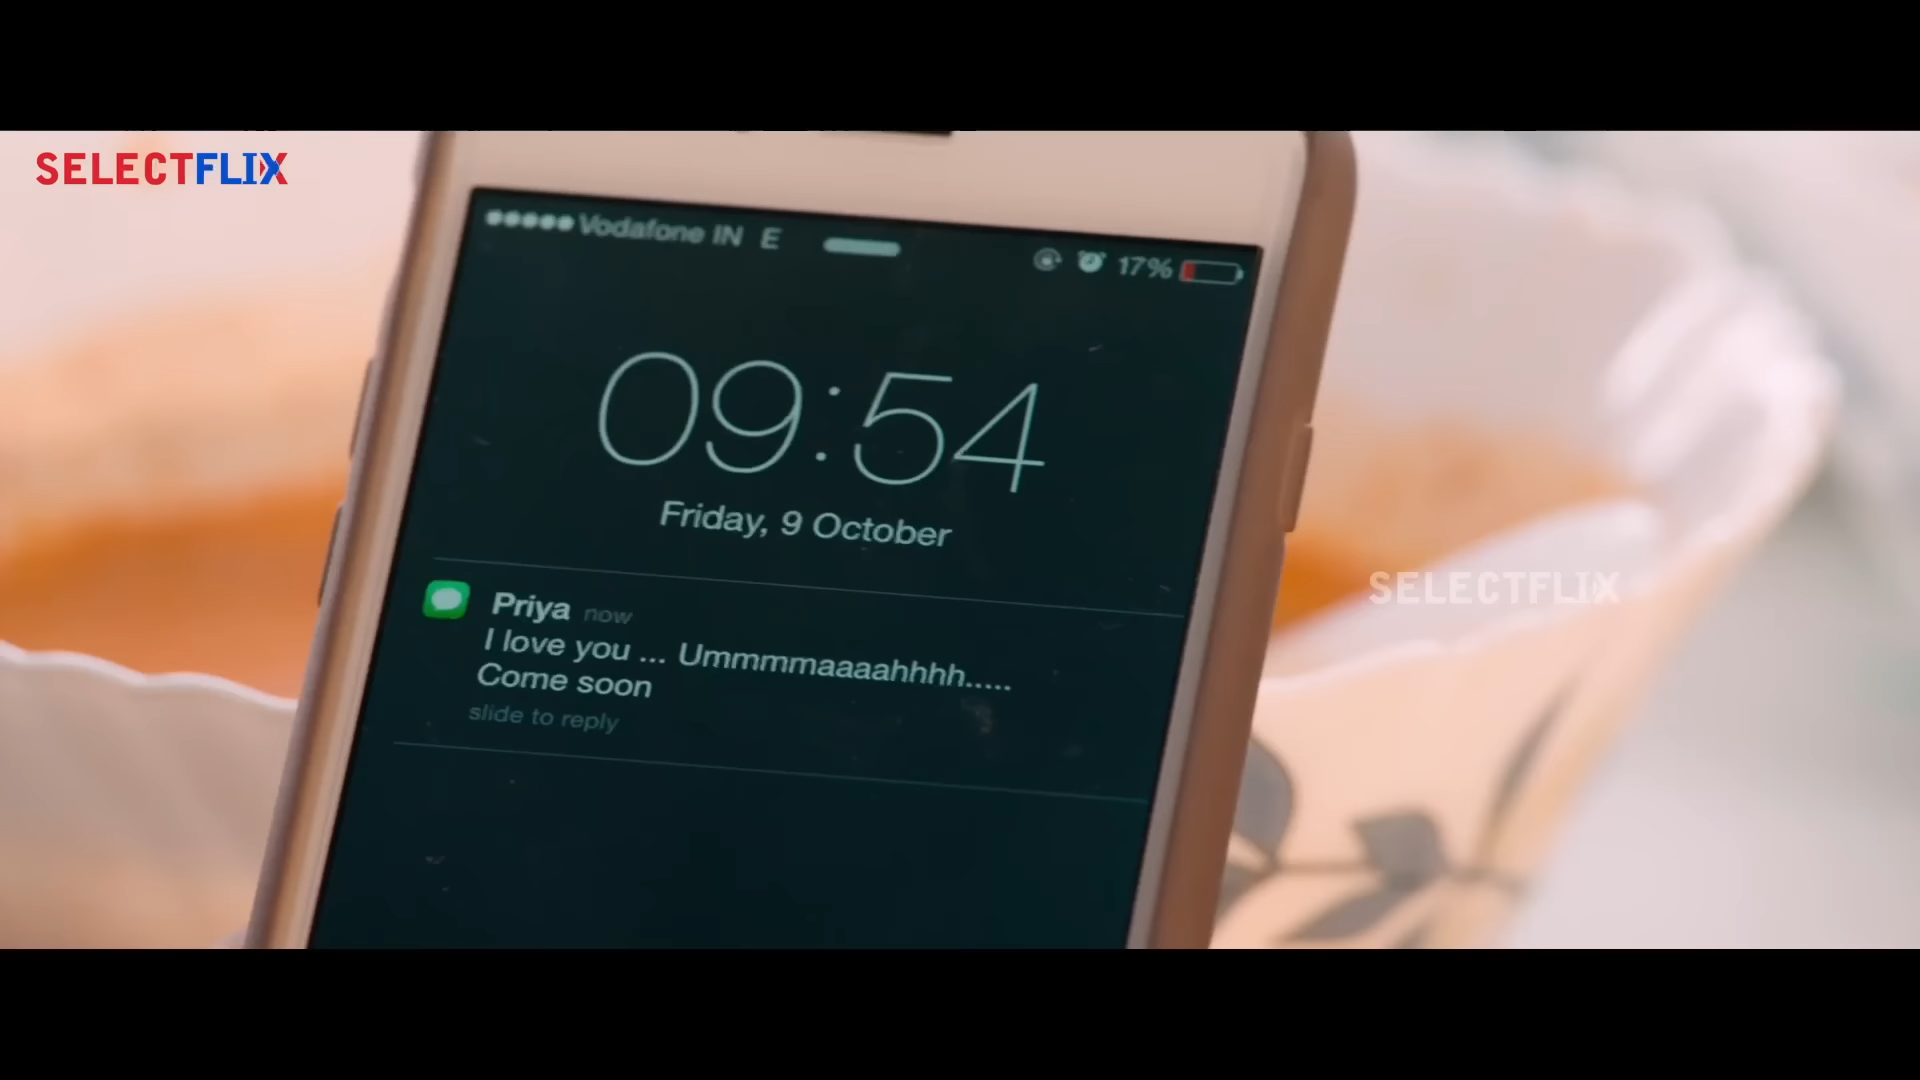 SELECTFLIX
Vodafone IN E
17%
09:54
Friday, 9 October
Priya now
I love you ... Ummmmaaaahhhh.....
Come soon
slide to reply
SELECTFLIX